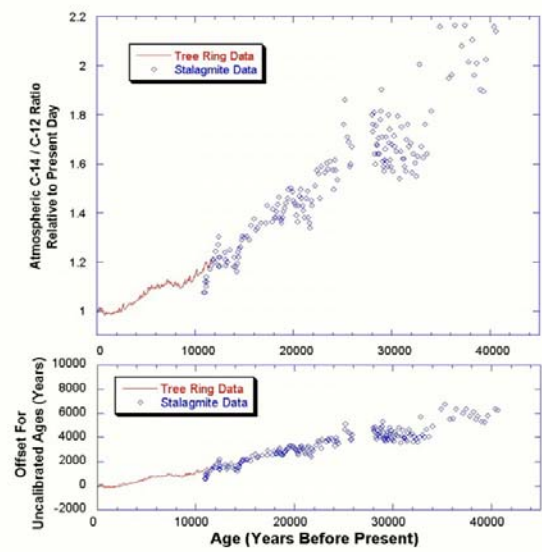 2.2
Tree Ring Data
Stalagmite Data
2
1.8
1.6
1.4
1.2
1
Atmospheric C-14 / C-12 Ratio
Relative to Present Day
0 10000 20000 30000 40000
10000
8000
6000
4000
2000
0
-2000
Tree Ring Data
Stalagmite Data
Offset For
Uncalibrated Ages (Years)
0 10000 20000 30000 40000
Age (Years Before Present)